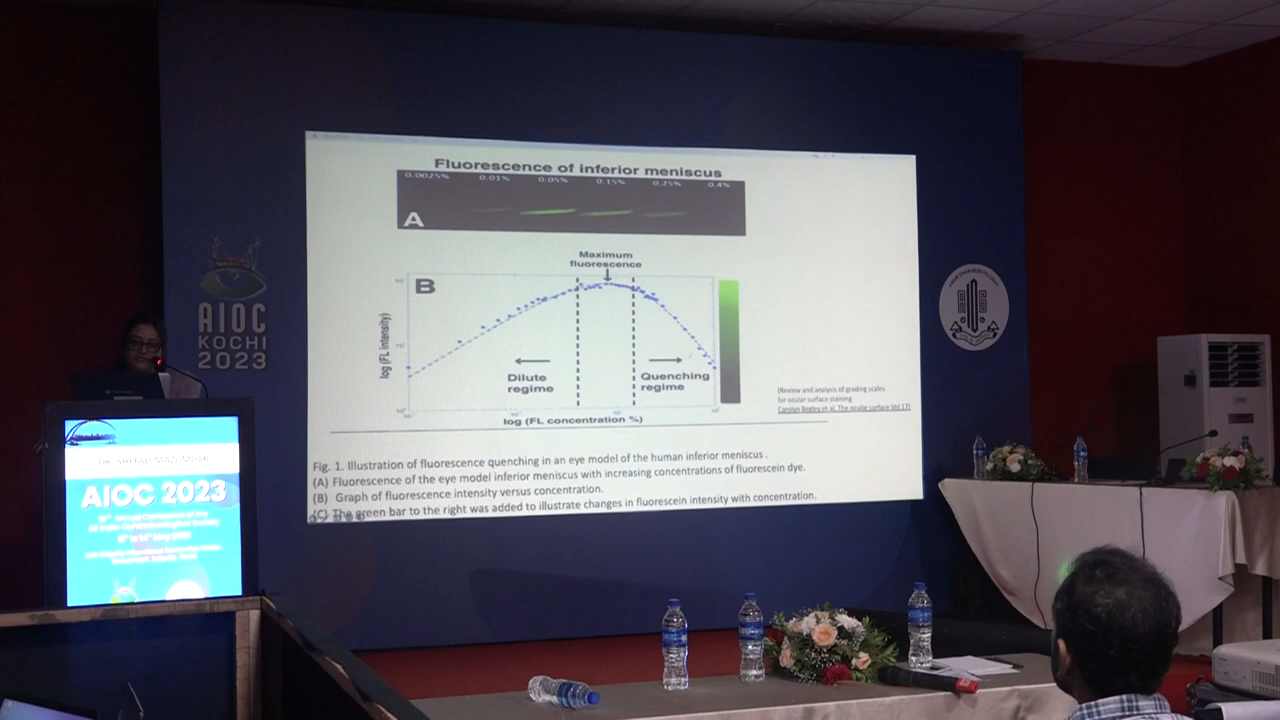 Fluorescence of inferior meniscus
0.0025% 0.01% 0.05% 0.15% 0.25% 0.4%
A
Maximum
fluorescence
B
log (FL intensity)
Dilute
regime
Quenching
regime
log (FL concentration %)
(Review and analysis of grading scales
for ocular surface staining
Carolyn Begley et al, The ocular surface Vol 17)
Fig. 1. Illustration of fluorescence quenching in an eye model of the human inferior meniscus .
(A) Fluorescence of the eye model inferior meniscus with increasing concentrations of fluorescein dye.
(B) Graph of fluorescence intensity versus concentration.
(C) The green bar to the right was added to illustrate changes in fluorescein intensity with concentration.
AIOC
KOCHI
2023
AIOC 2023